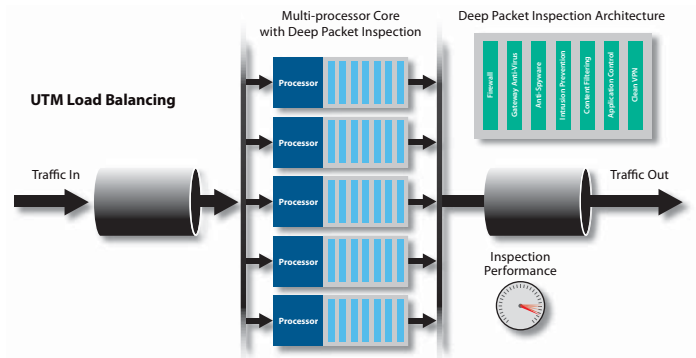 Multi-processor Core
with Deep Packet Inspection
Deep Packet Inspection Architecture
Firewall
Gateway Anti-Virus
Anti-Spyware
Intrusion Prevention
Content Filtering
Application Control
Clean VPN
UTM Load Balancing
Processor
Processor
Processor
Processor
Processor
Traffic In
Traffic Out
Inspection
Performance